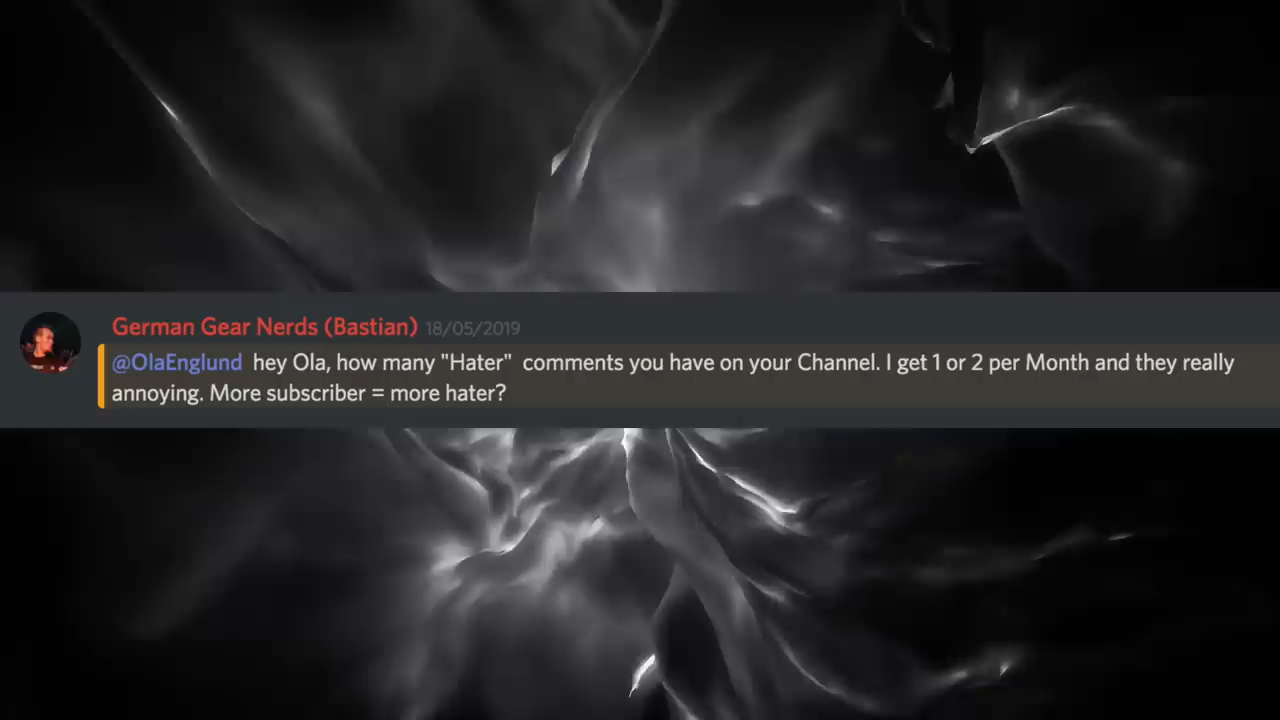 German Gear Nerds (Bastian) 18/05/2019
@OlaEnglund hey Ola, how many "Hater" comments you have on your Channel. I get 1 or 2 per Month and they really
annoying. More subscriber = more hater?